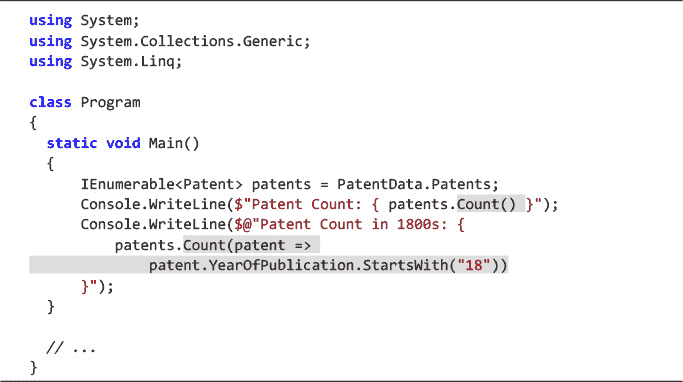 using System;
using System.Collections.Generic;
using System.Linq;

class Program
{
  static void Main()
  {
      IEnumerable<Patent> patents = PatentData.Patents;
      Console.WriteLine($"Patent Count: { patents.Count() }");
      Console.WriteLine($@"Patent Count in 1800s: {
          patents.Count(patent =>
              patent.YearOfPublication.StartsWith("18"))
      }");
  }

  // ...
}